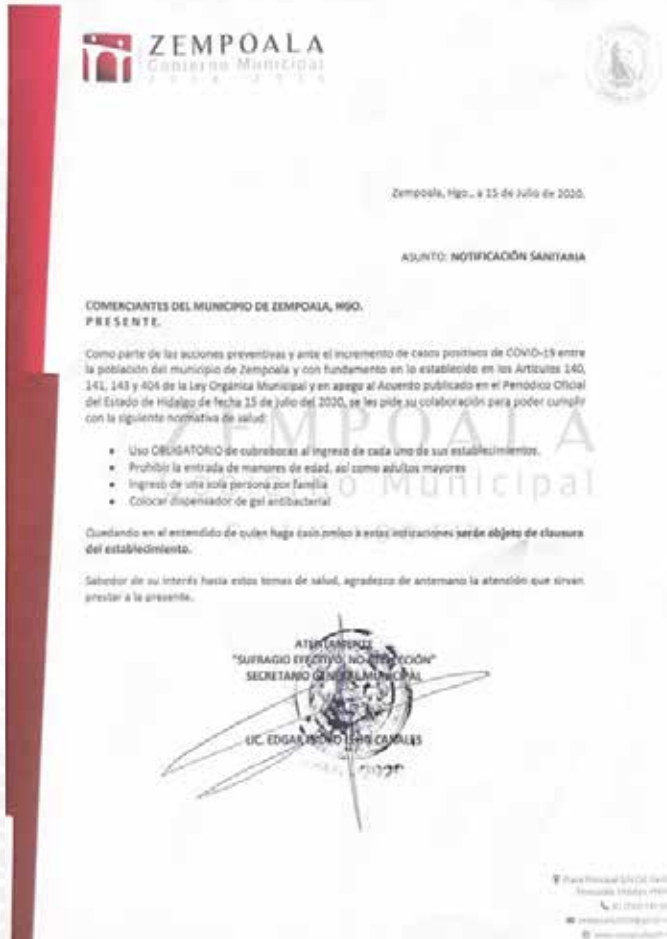 ZEMPOALA
Gobierno Municipal
Zempoala, Hgo., a 15 de Julio de 2020.
ASUNTO: NOTIFICACIÓN SANITARIA
COMERCIANTES DEL MUNICIPIO DE ZEMPOALA, HGO.
P R E S E N T E.
Como parte de las acciones preventivas y ante el incremento de casos positivos de COVID-19 entre
la población del municipio de Zempoala y con fundamento en lo establecido en los Artículos 140,
141, 143 y 404 de la Ley Orgánica Municipal y en apego al Acuerdo publicado en el Periódico Oficial
del Estado de Hidalgo de fecha 15 de julio del 2020, se les pide su colaboración para poder cumplir
con la siguiente normativa de salud:
• Uso OBLIGATORIO de cubrebocas al ingreso de cada uno de sus establecimientos.
• Prohibir la entrada de menores de edad, así como adultos mayores
• Ingreso de una sola persona por familia
• Colocar dispensador de gel antibacterial
ZEMPOALA
Municipal
Quedando en el entendido de quien haga caso omiso a estas indicaciones serán objeto de clausura
del establecimiento.
Sabedor de su interés hacia estos temas de salud, agradezco de antemano la atención que sirvan
prestar a la presente.
ATENTAMENTE
"SUFRAGIO EFECTIVO, NO REELECCIÓN"
SECRETARIO GENERAL MUNICIPAL
LIC. EDGAR CANALES